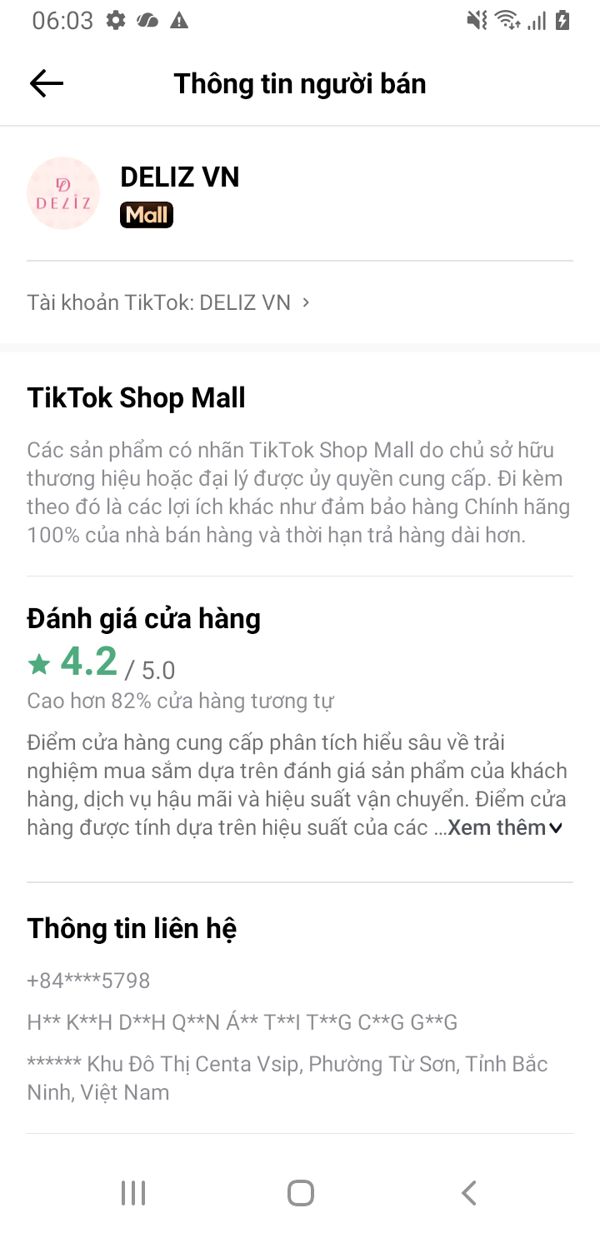 06:03
Thông tin người bán
DELIZ
DELIZ VN
Mall
Tài khoản TikTok: DELIZ VN
TikTok Shop Mall
Các sản phẩm có nhãn TikTok Shop Mall do chủ sở hữu
thương hiệu hoặc đại lý được ủy quyền cung cấp. Đi kèm
theo đó là các lợi ích khác như đảm bảo hàng Chính hãng
100% của nhà bán hàng và thời hạn trả hàng dài hơn.
Đánh giá cửa hàng
4.2 / 5.0
Cao hơn 82% cửa hàng tương tự
Điểm cửa hàng cung cấp phân tích hiểu sâu về trải
nghiệm mua sắm dựa trên đánh giá sản phẩm của khách
hàng, dịch vụ hậu mãi và hiệu suất vận chuyển. Điểm cửa
hàng được tính dựa trên hiệu suất của các ...Xem thêm
Thông tin liên hệ
+84****5798
H** K**H D**H Q**N Á** T**I T**G C**G G**G
****** Khu Đô Thị Centa Vsip, Phường Từ Sơn, Tỉnh Bắc
Ninh, Việt Nam